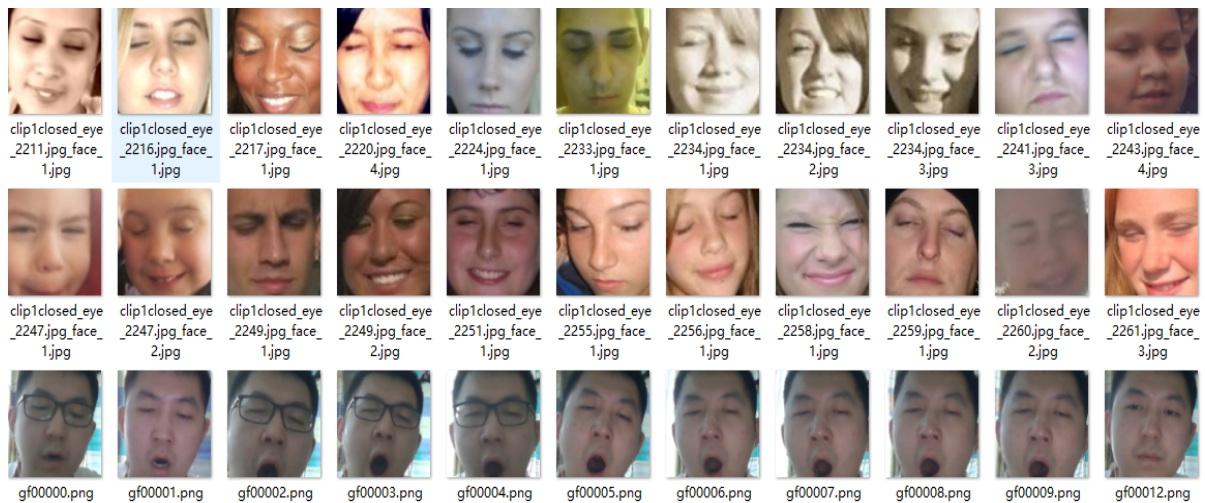 clip1closed_eye clip1closed_eye clip1closed_eye clip1closed_eye clip1closed_eye clip1closed_eye clip1closed_eye clip1closed_eye clip1closed_eye clip1closed_eye clip1closed_eye
_2211.jpg_face_ _2216.jpg_face_ _2217.jpg_face_ _2220.jpg_face_ _2224.jpg_face_ _2233.jpg_face_ _2234.jpg_face_ _2234.jpg_face_ _2234.jpg_face_ _2241.jpg_face_ _2243.jpg_face_
1.jpg 1.jpg 1.jpg 4.jpg 1.jpg 1.jpg 1.jpg 2.jpg 3.jpg 3.jpg 4.jpg
clip1closed_eye clip1closed_eye clip1closed_eye clip1closed_eye clip1closed_eye clip1closed_eye clip1closed_eye clip1closed_eye clip1closed_eye clip1closed_eye clip1closed_eye
_2247.jpg_face_ _2247.jpg_face_ _2249.jpg_face_ _2249.jpg_face_ _2251.jpg_face_ _2255.jpg_face_ _2256.jpg_face_ _2258.jpg_face_ _2259.jpg_face_ _2260.jpg_face_ _2261.jpg_face_
1.jpg 2.jpg 1.jpg 2.jpg 1.jpg 1.jpg 1.jpg 1.jpg 1.jpg 2.jpg 3.jpg
gf00000.png gf00001.png gf00002.png gf00003.png gf00004.png gf00005.png gf00006.png gf00007.png gf00008.png gf00009.png gf00012.png